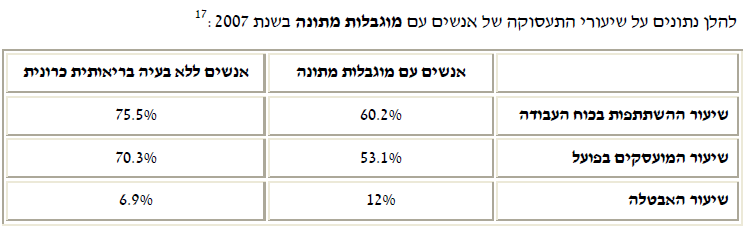 להלן נתונים על שיעורי התעסוקה של אנשים עם מוגבלות מתונה בשנת 2007:17
אנשים עם מוגבלות מתונה אנשים ללא בעיה בריאותית כרונית
שיעור ההשתתפות בכוח העבודה 60.2% 75.5%
שיעור המועסקים בפועל 53.1% 70.3%
שיעור האבטלה 12% 6.9%